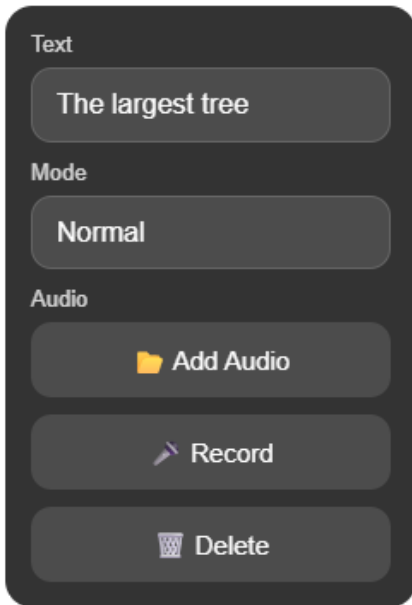 Text
The largest tree
Mode
Normal
Audio
Add Audio
Record
Delete